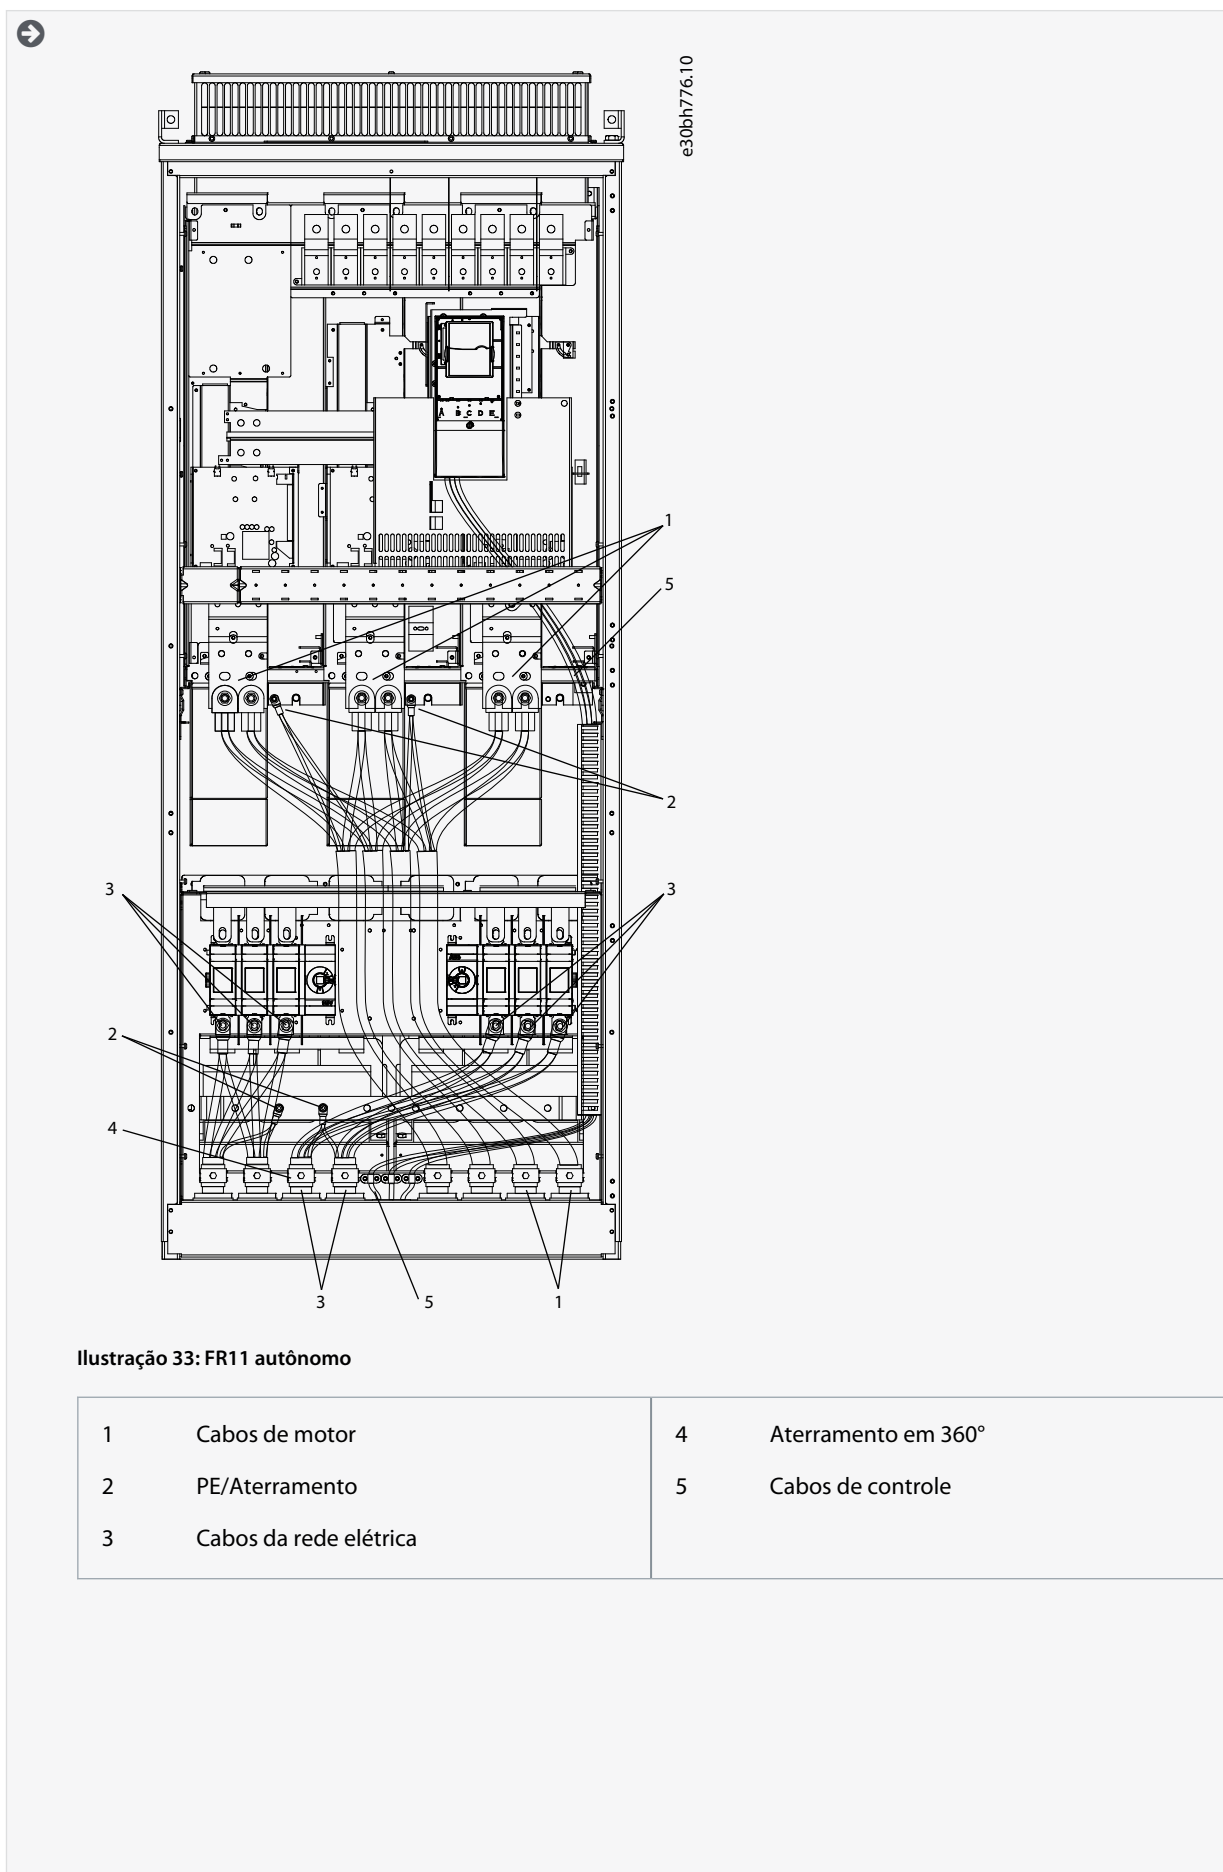 e30bh776.10
A B C D E
1
5
2
3
3
2
4
3
5
1
Ilustração 33: FR11 autônomo
1 Cabos de motor
2 PE/Aterramento
3 Cabos da rede elétrica
4 Aterramento em 360°
5 Cabos de controle